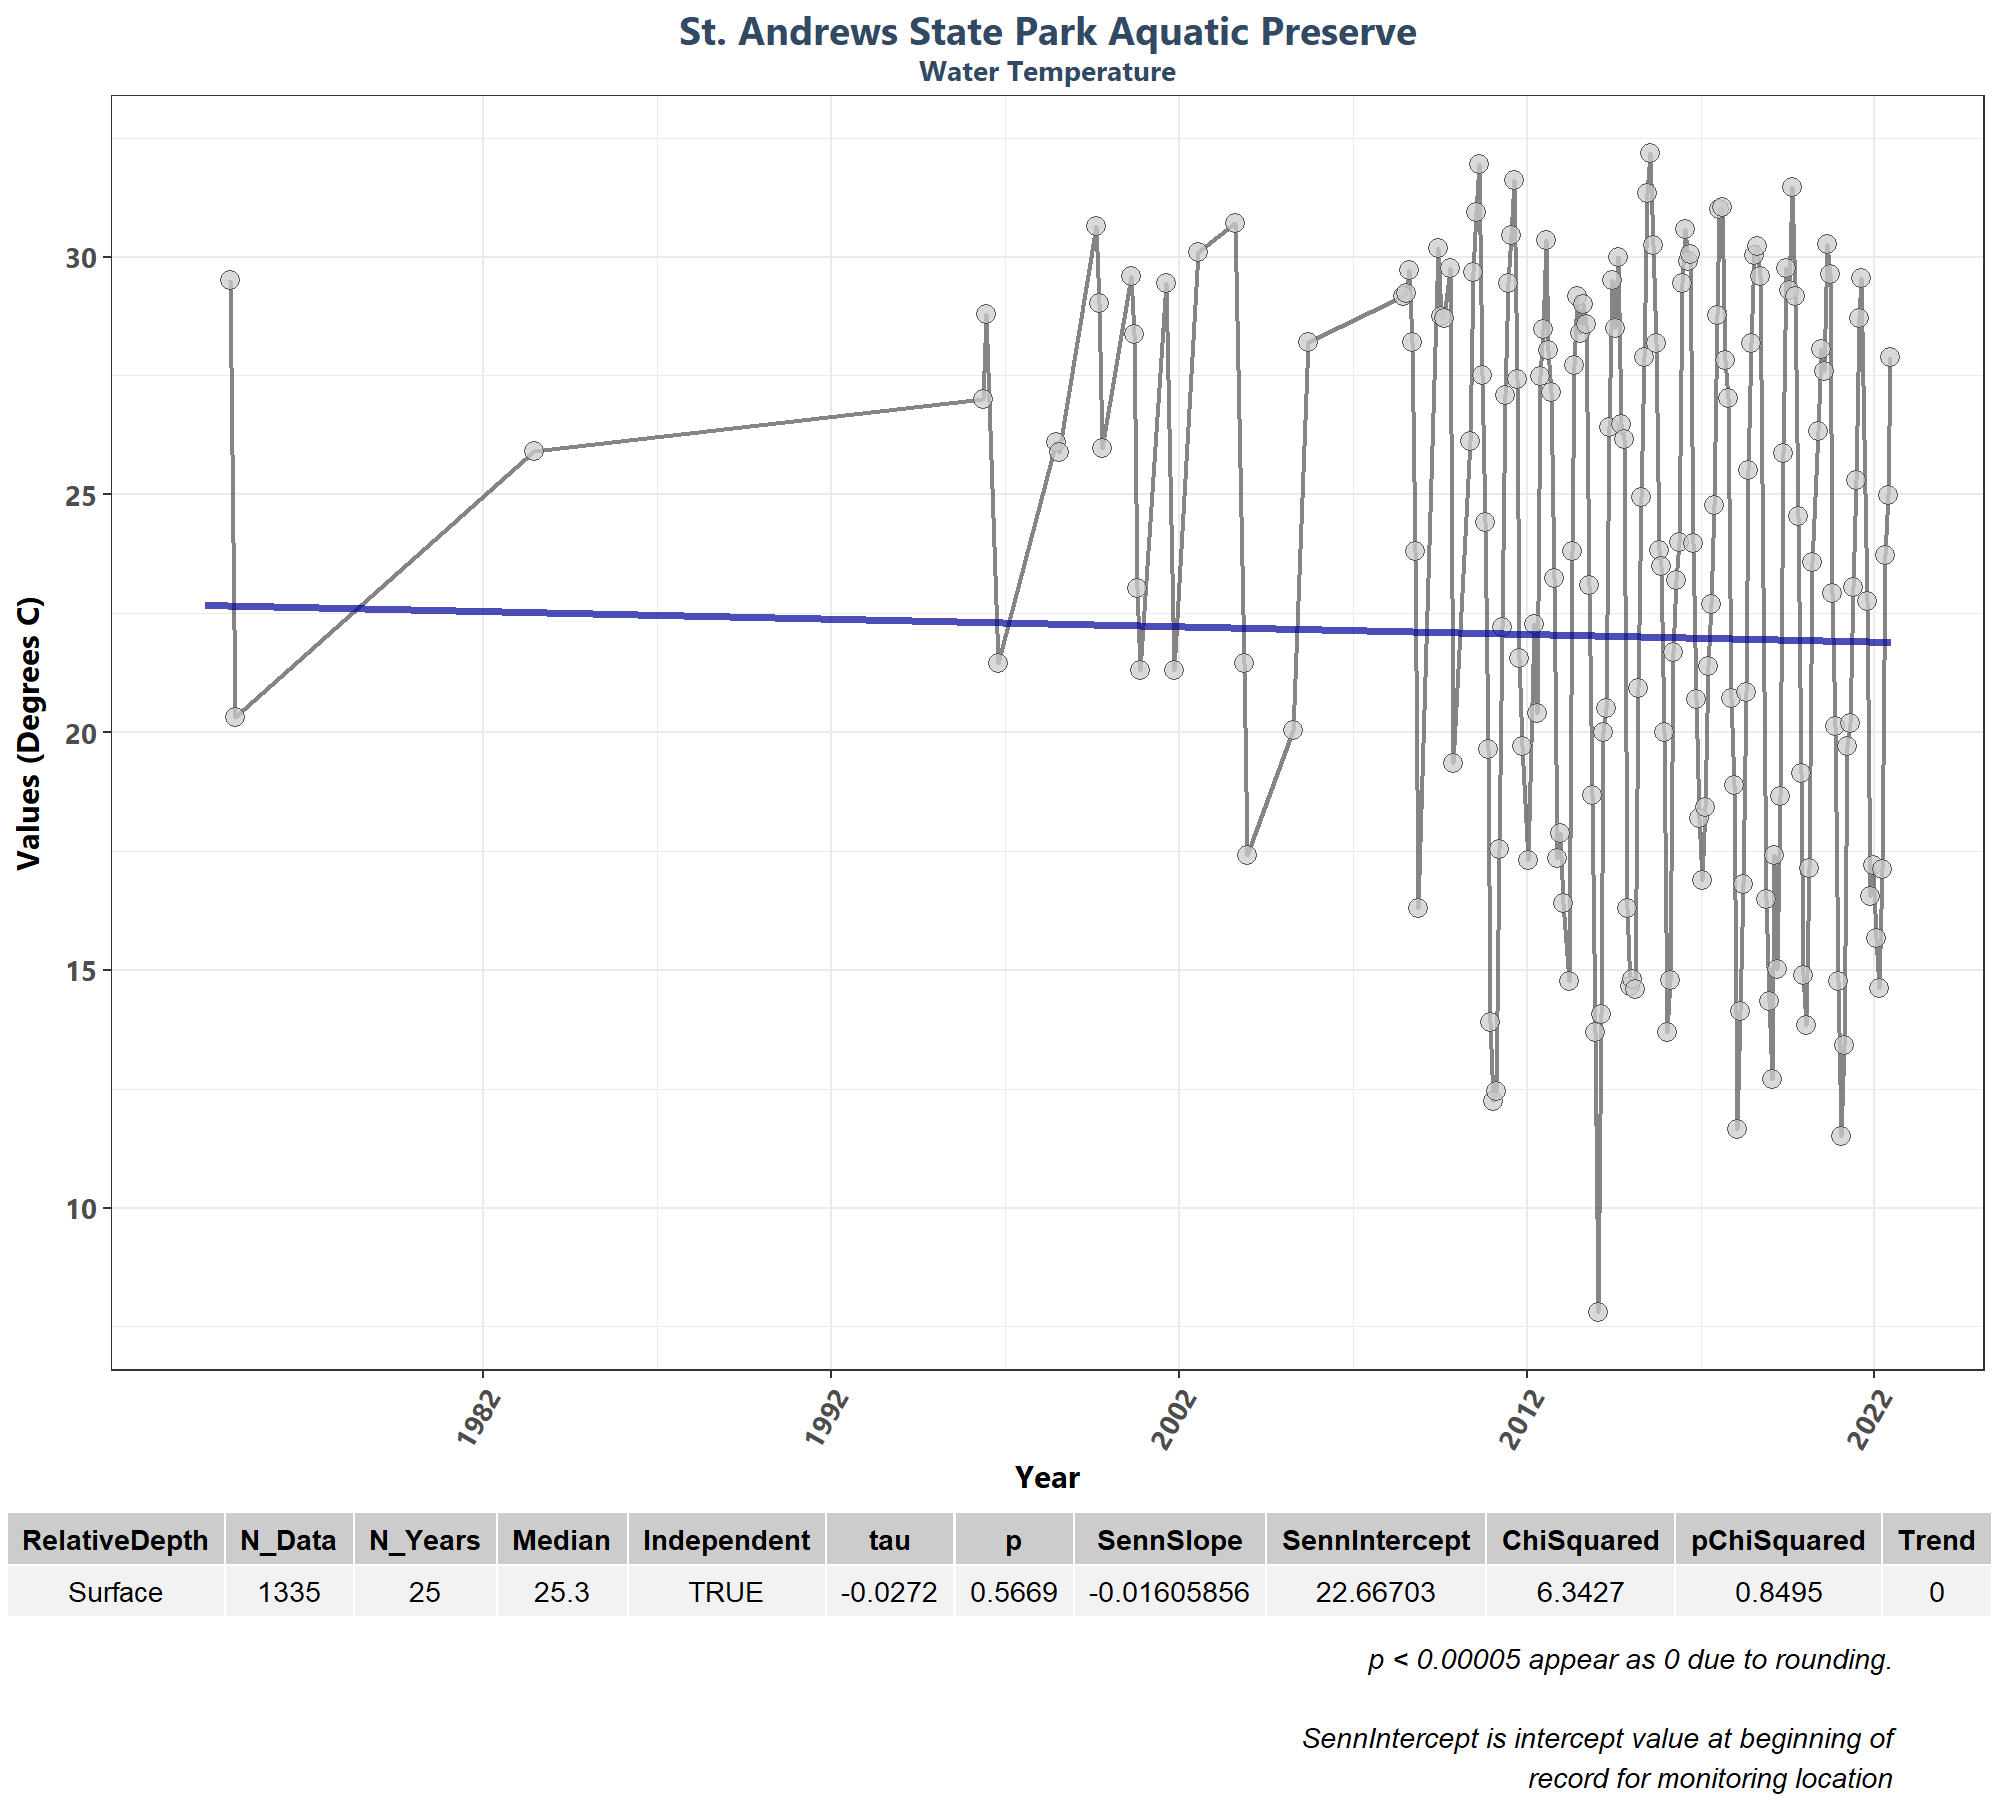 St. Andrews State Park Aquatic Preserve
Water Temperature
Values (Degrees C)
30
25
20
15
10
1982
1992
2002
2012
2022
Year
RelativeDepth N_Data N_Years Median Independent tau p SennSlope SennIntercept ChiSquared pChiSquared Trend
Surface 1335 25 25.3 TRUE -0.0272 0.5669 -0.01605856 22.66703 6.3427 0.8495 0
p < 0.00005 appear as 0 due to rounding.
SennIntercept is intercept value at beginning of
record for monitoring location